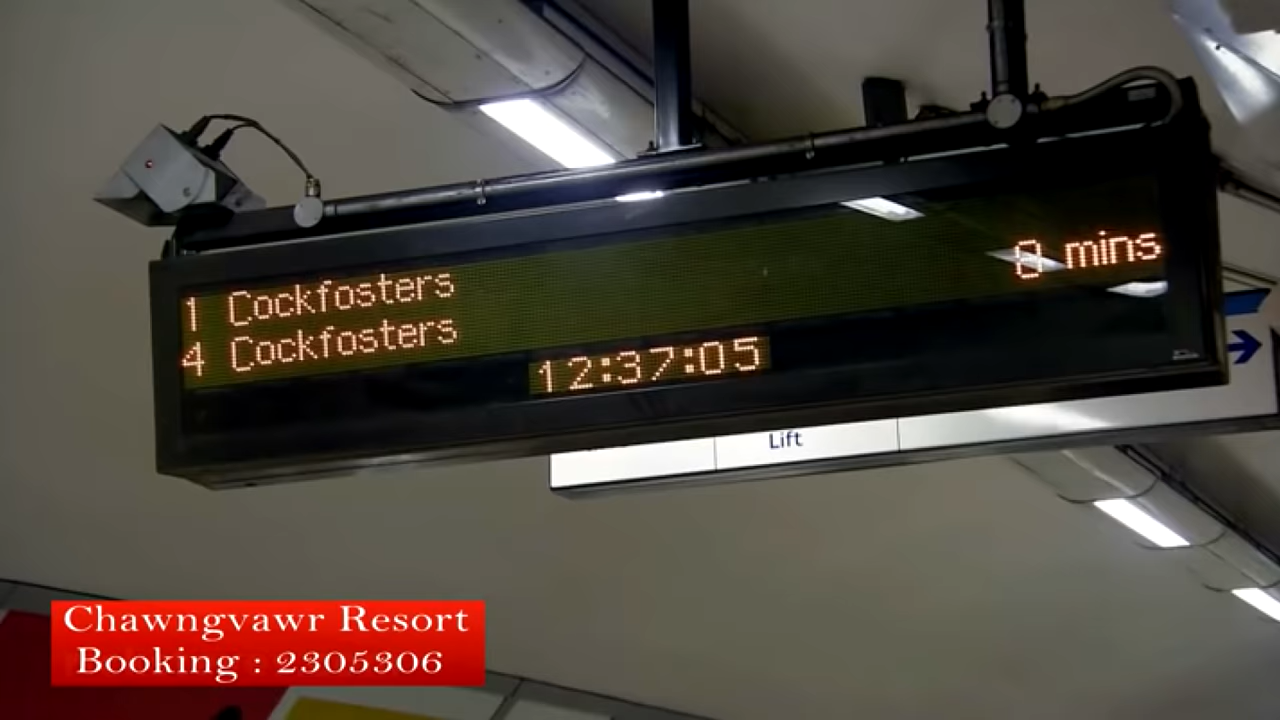 1 Cockfosters
8 mins
4 Cockfosters
12:37:05
Lift
Chawngvawr Resort
Booking : 2305306